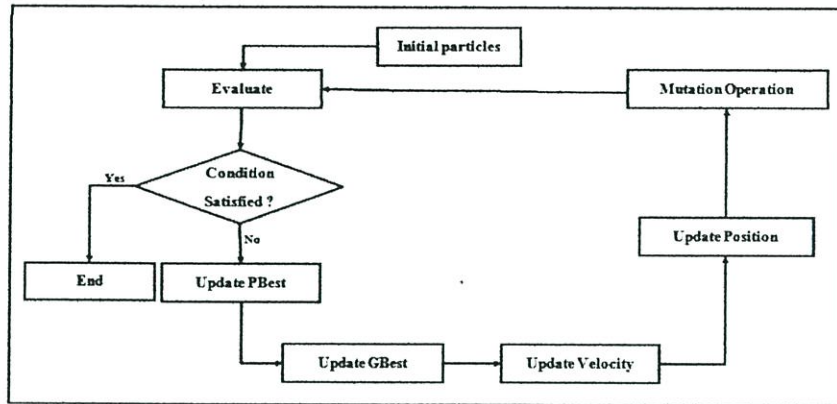 Initial particles
Evaluate
Mutation Operation
Condition
Satisfied ?
Yes
No
End
Update PBest
Update Position
Update GBest
Update Velocity